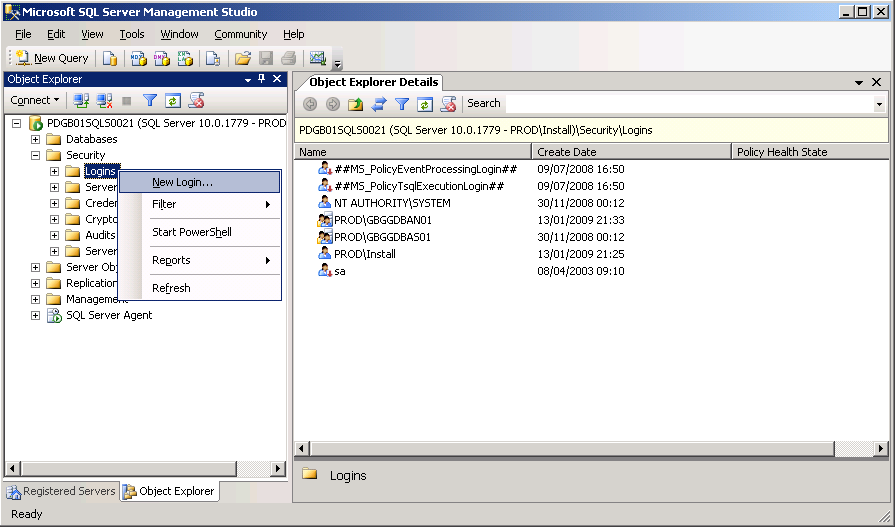 Microsoft SQL Server Management Studio
File Edit View Tools Window Community Help
New Query
Object Explorer
Connect
PDGB01SQLS0021 (SQL Server 10.0.1779 - PROD
Databases
Security
Logins
Server
Creden
Crypto
Audits
Server
Server Obj
Replication
Management
SQL Server Agent
New Login...
Filter
Start PowerShell
Reports
Refresh
Registered Servers Object Explorer
Object Explorer Details
Search
PDGB01SQLS0021 (SQL Server 10.0.1779 - PROD\Install)\Security\Logins
Name Create Date Policy Health State
##MS_PolicyEventProcessingLogin## 09/07/2008 16:50
##MS_PolicyTsqlExecutionLogin## 09/07/2008 16:50
NT AUTHORITY\SYSTEM 30/11/2008 00:12
PROD\GBGGDBAN01 13/01/2009 21:33
PROD\GBGGDBAS01 30/11/2008 00:12
PROD\Install 13/01/2009 21:25
sa 08/04/2003 09:10
Logins
Ready